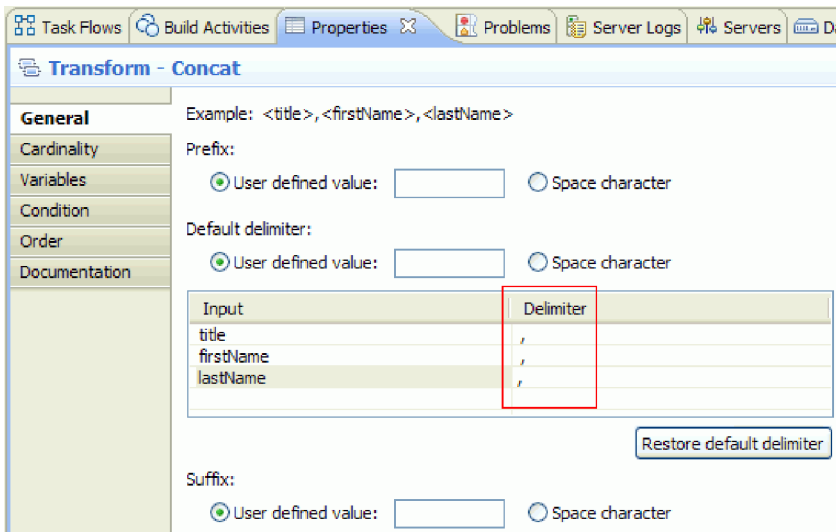 Task Flows Build Activities Properties Problems Server Logs Servers
Transform - Concat
General
Cardinality
Variables
Condition
Order
Documentation
Example: <title>,<firstName>,<lastName>
Prefix:
User defined value: Space character
Default delimiter:
User defined value: Space character
Input Delimiter
title ,
firstName ,
lastName ,
Restore default delimiter
Suffix:
User defined value: Space character